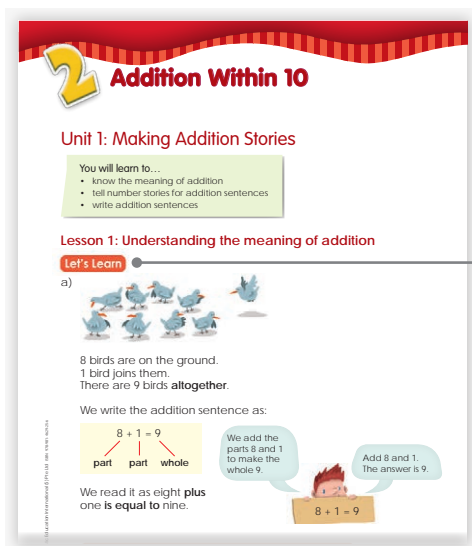 2
Addition Within 10
Unit 1: Making Addition Stories
You will learn to…
• know the meaning of addition
• tell number stories for addition sentences
• write addition sentences
Lesson 1: Understanding the meaning of addition
Let's Learn
a)
8 birds are on the ground.
1 bird joins them.
There are 9 birds altogether.
We write the addition sentence as:
8 + 1 = 9
part part whole
We read it as eight plus
one is equal to nine.
We add the
parts 8 and 1
to make the
whole 9.
Add 8 and 1.
The answer is 9.
8 + 1 = 9